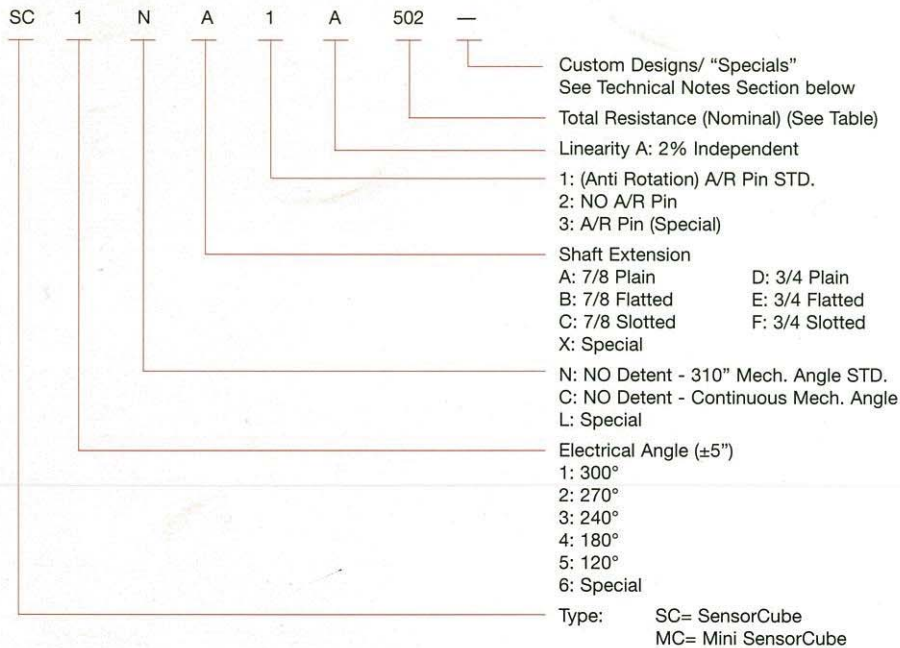 SC 1 N A 1 A 502 —
Custom Designs/ “Specials”
See Technical Notes Section below
Total Resistance (Nominal) (See Table)
Linearity A: 2% Independent
1: (Anti Rotation) A/R Pin STD.
2: NO A/R Pin
3: A/R Pin (Special)
Shaft Extension
A: 7/8 Plain D: 3/4 Plain
B: 7/8 Flatted E: 3/4 Flatted
C: 7/8 Slotted F: 3/4 Slotted
X: Special
N: NO Detent - 310” Mech. Angle STD.
C: NO Detent - Continuous Mech. Angle
L: Special
Electrical Angle (±5”)
1: 300°
2: 270°
3: 240°
4: 180°
5: 120°
6: Special
Type: SC= SensorCube
MC= Mini SensorCube